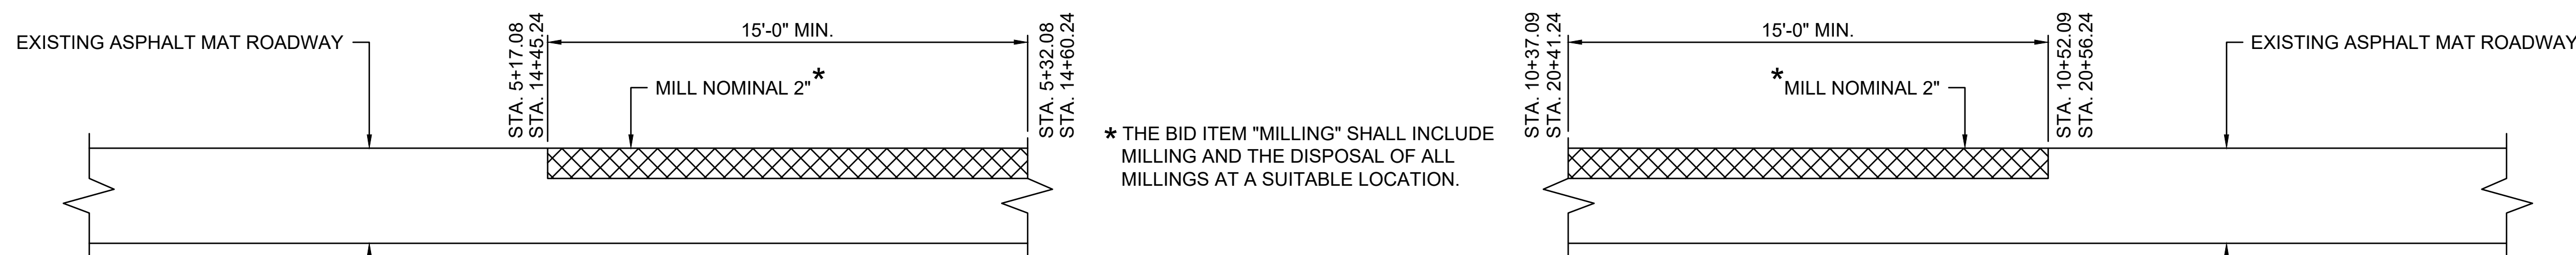 EXISTING ASPHALT MAT ROADWAY
STA. 5+17.08
STA. 14+45.24
15'-0" MIN.
MILL NOMINAL 2"*
STA. 5+32.08
STA. 14+60.24
* THE BID ITEM "MILLING" SHALL INCLUDE
MILLING AND THE DISPOSAL OF ALL
MILLINGS AT A SUITABLE LOCATION.
STA. 10+37.09
STA. 20+41.24
15'-0" MIN.
*MILL NOMINAL 2"
STA. 10+52.09
STA. 20+56.24
EXISTING ASPHALT MAT ROADWAY